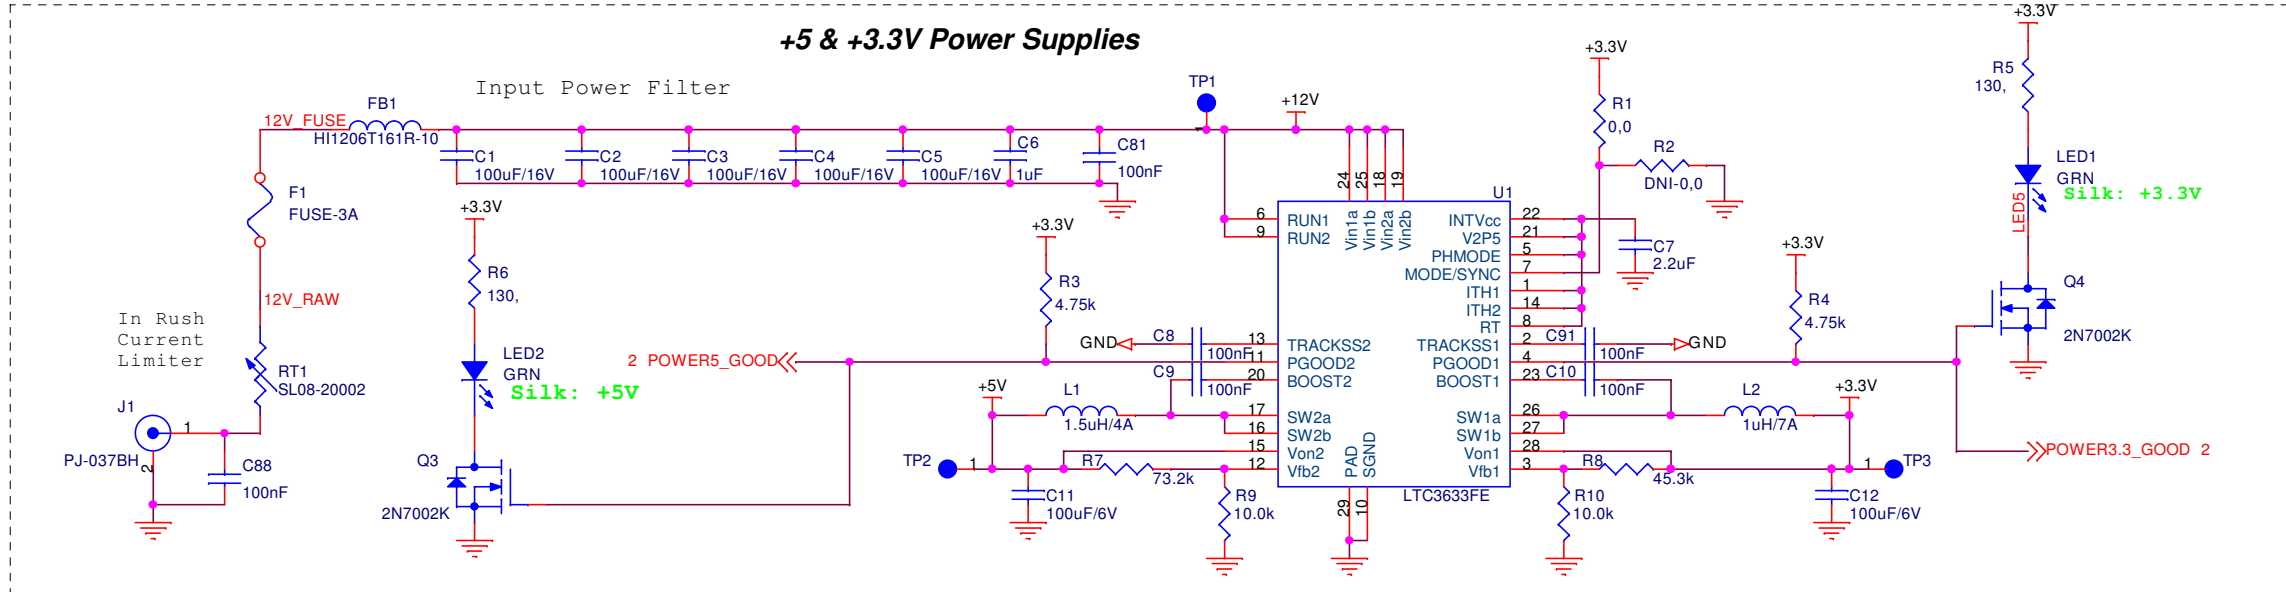 +5 & +3.3V Power Supplies
Input Power Filter
12V_FUSE
FB1
HI1206T161R-10
C1
100uF/16V
C2
100uF/16V
C3
100uF/16V
C4
100uF/16V
C5
100uF/16V
C6
1uF
C81
100nF
TP1
1
+12V
F1
FUSE-3A
12V_RAW
In Rush
Current
Limiter
RT1
SL08-20002
J1
1
2
PJ-037BH
C88
100nF
+3.3V
R6
130,
LED2
GRN
Silk: +5V
Q3
2N7002K
2 POWER5_GOOD
+3.3V
R3
4.75k
GND
C8
100nF
C9
100nF
+5V
L1
1.5uH/4A
TP2
1
C11
100uF/6V
R7
73.2k
R9
10.0k
U1
LTC3633FE
24
25
18
19
Vin1a
Vin1b
Vin2a
Vin2b
6 RUN1
9 RUN2
13 TRACKSS2
11 PGOOD2
20 BOOST2
17 SW2a
16 SW2b
15 Von2
12 Vfb2
PAD
SGND
29
10
INTVcc 22
V2P5 21
PHMODE 5
MODE/SYNC 7
ITH1 1
ITH2 14
RT 8
TRACKSS1 2
PGOOD1 4
BOOST1 23
SW1a 26
SW1b 27
Von1 28
Vfb1 3
+3.3V
R1
0,0
R2
DNI-0,0
C7
2.2uF
C91
100nF
GND
C10
100nF
+3.3V
R4
4.75k
L2
1uH/7A
+3.3V
R8
45.3k
R10
10.0k
1
TP3
C12
100uF/6V
+3.3V
R5
130,
LED1
GRN
Silk: +3.3V
LED5
Q4
2N7002K
POWER3.3_GOOD 2